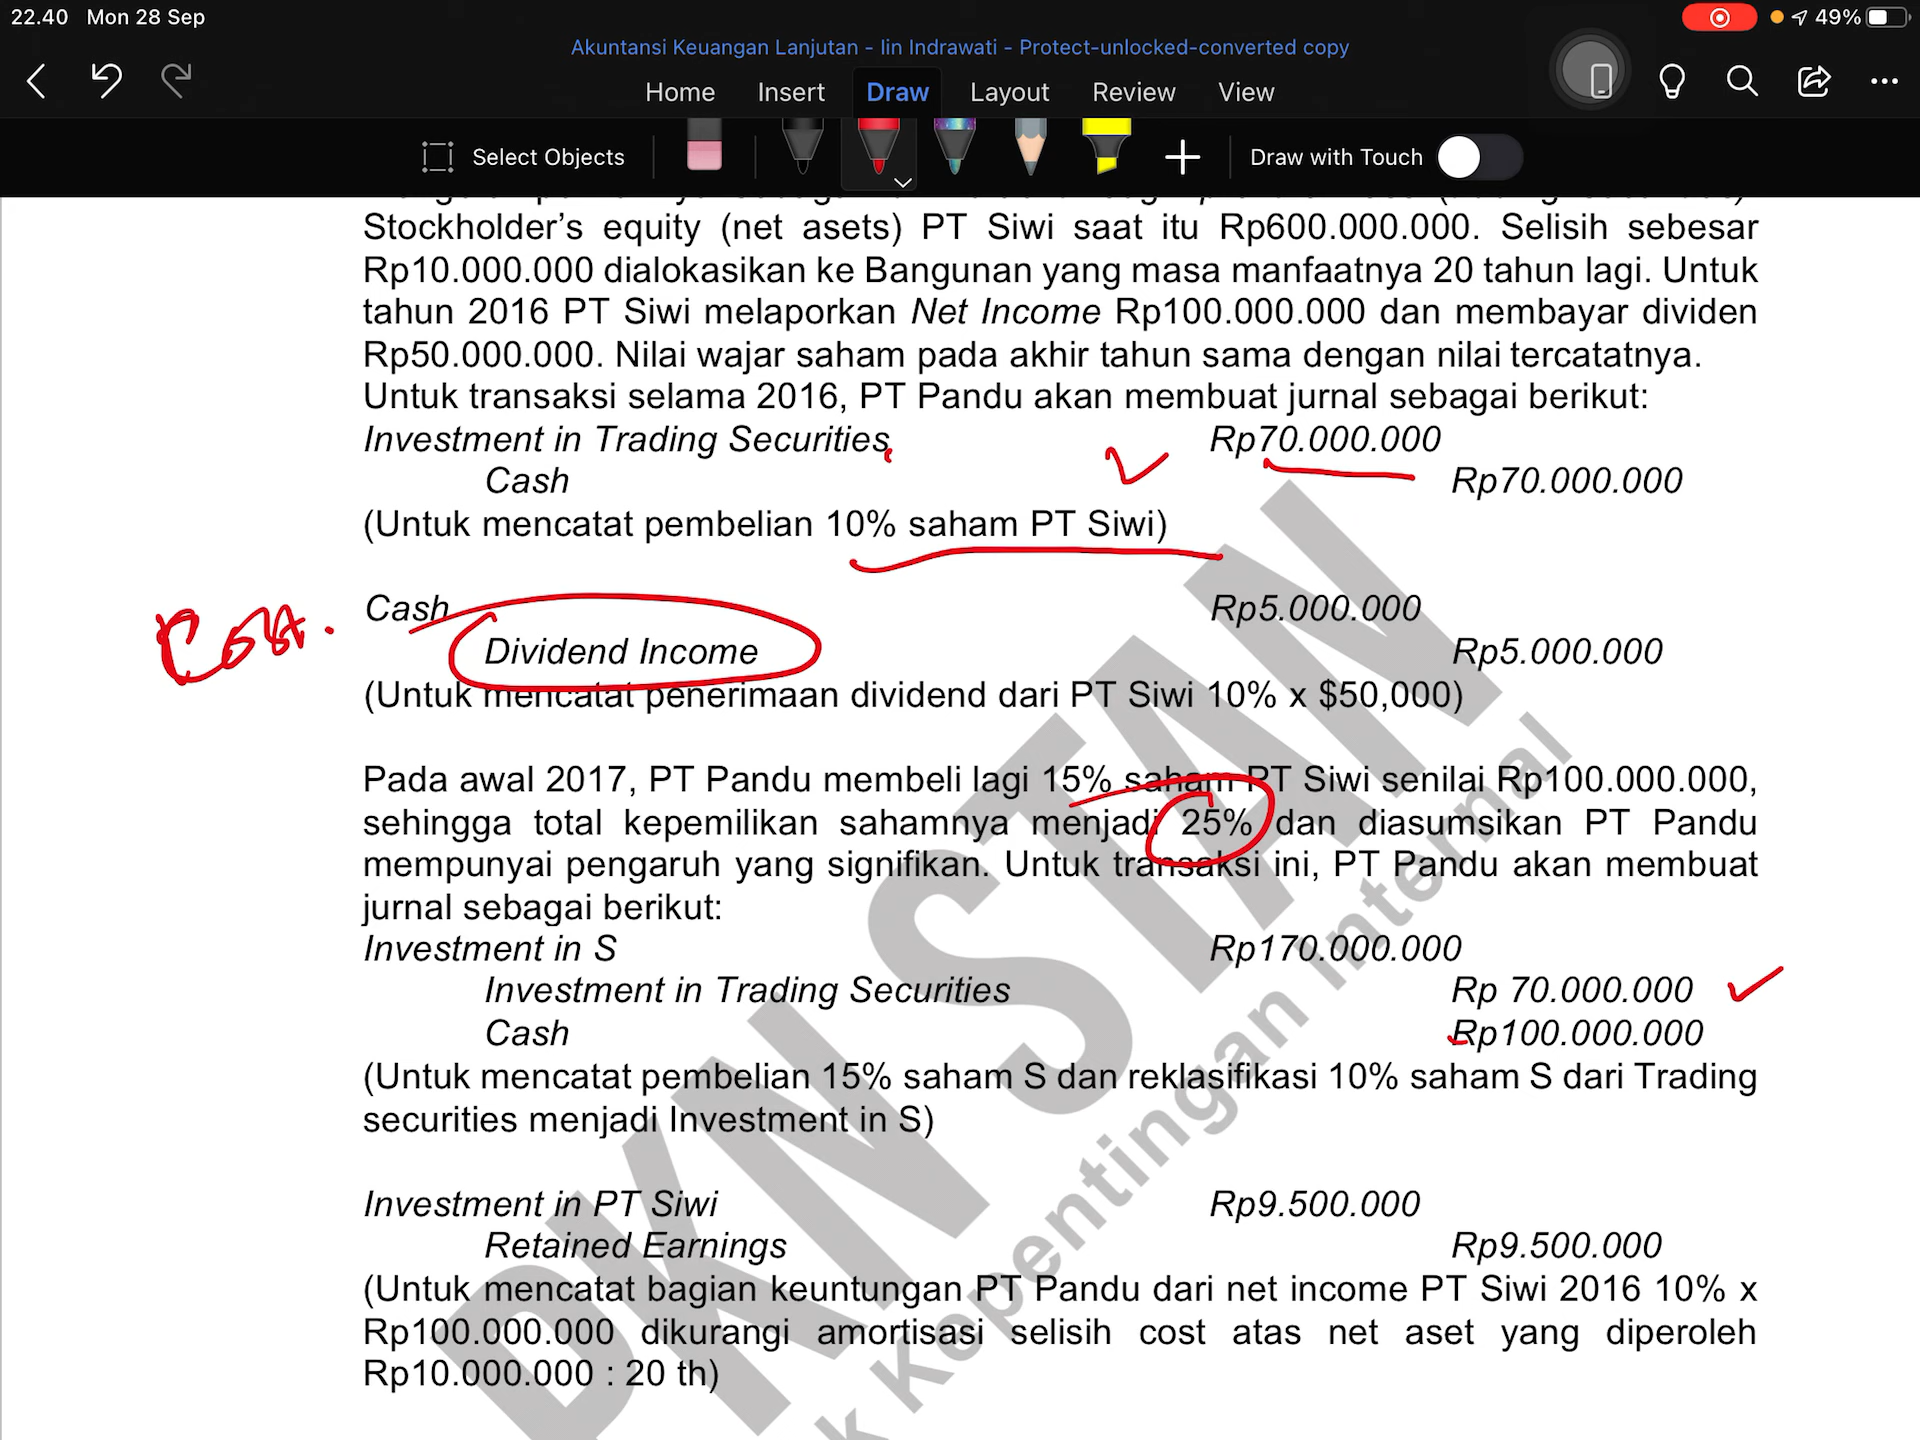 22.40 Mon 28 Sep
49%
Akuntansi Keuangan Lanjutan - Iin Indrawati - Protect-unlocked-converted copy
Home Insert Draw Layout Review View
Select Objects
Draw with Touch
Stockholder's equity (net asets) PT Siwi saat itu Rp600.000.000. Selisih sebesar
Rp10.000.000 dialokasikan ke Bangunan yang masa manfaatnya 20 tahun lagi. Untuk
tahun 2016 PT Siwi melaporkan Net Income Rp100.000.000 dan membayar dividen
Rp50.000.000. Nilai wajar saham pada akhir tahun sama dengan nilai tercatatnya.
Untuk transaksi selama 2016, PT Pandu akan membuat jurnal sebagai berikut:
Investment in Trading Securities Rp70.000.000
Cash Rp70.000.000
(Untuk mencatat pembelian 10% saham PT Siwi)
Cost.
Cash Rp5.000.000
Dividend Income Rp5.000.000
(Untuk mencatat penerimaan dividend dari PT Siwi 10% x $50,000)
Pada awal 2017, PT Pandu membeli lagi 15% saham PT Siwi senilai Rp100.000.000,
sehingga total kepemilikan sahamnya menjadi 25% dan diasumsikan PT Pandu
mempunyai pengaruh yang signifikan. Untuk transaksi ini, PT Pandu akan membuat
jurnal sebagai berikut:
Investment in S Rp170.000.000
Investment in Trading Securities Rp 70.000.000
Cash Rp100.000.000
(Untuk mencatat pembelian 15% saham S dan reklasifikasi 10% saham S dari Trading
securities menjadi Investment in S)
Investment in PT Siwi Rp9.500.000
Retained Earnings Rp9.500.000
(Untuk mencatat bagian keuntungan PT Pandu dari net income PT Siwi 2016 10% x
Rp100.000.000 dikurangi amortisasi selisih cost atas net aset yang diperoleh
Rp10.000.000 : 20 th)
PKN STAN
k Kepentingan Internal